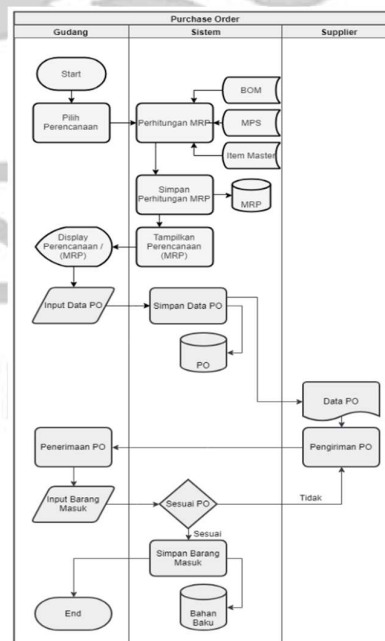 Purchase Order
Gudang
Sistem
Supplier
Start
BOM
Pilih
Perencanaan
Perhitungan MRP
MPS
Item Master
Simpan
Perhitungan MRP
MRP
Display
Perencanaan /
(MRP)
Tampilkan
Perencanaan
(MRP)
Input Data PO
Simpan Data PO
PO
Data PO
Penerimaan PO
Pengiriman PO
Input Barang
Masuk
Sesuai PO
Tidak
Sesuai
Simpan Barang
Masuk
End
Bahan
Baku